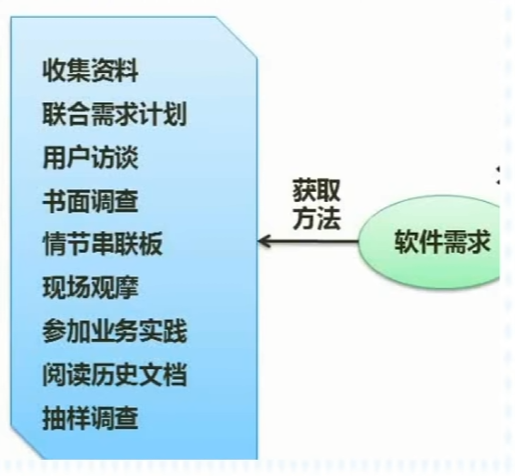 收集资料
联合需求计划
用户访谈
书面调查
情节串联板
现场观摩
参加业务实践
阅读历史文档
抽样调查
获取
方法
软件需求